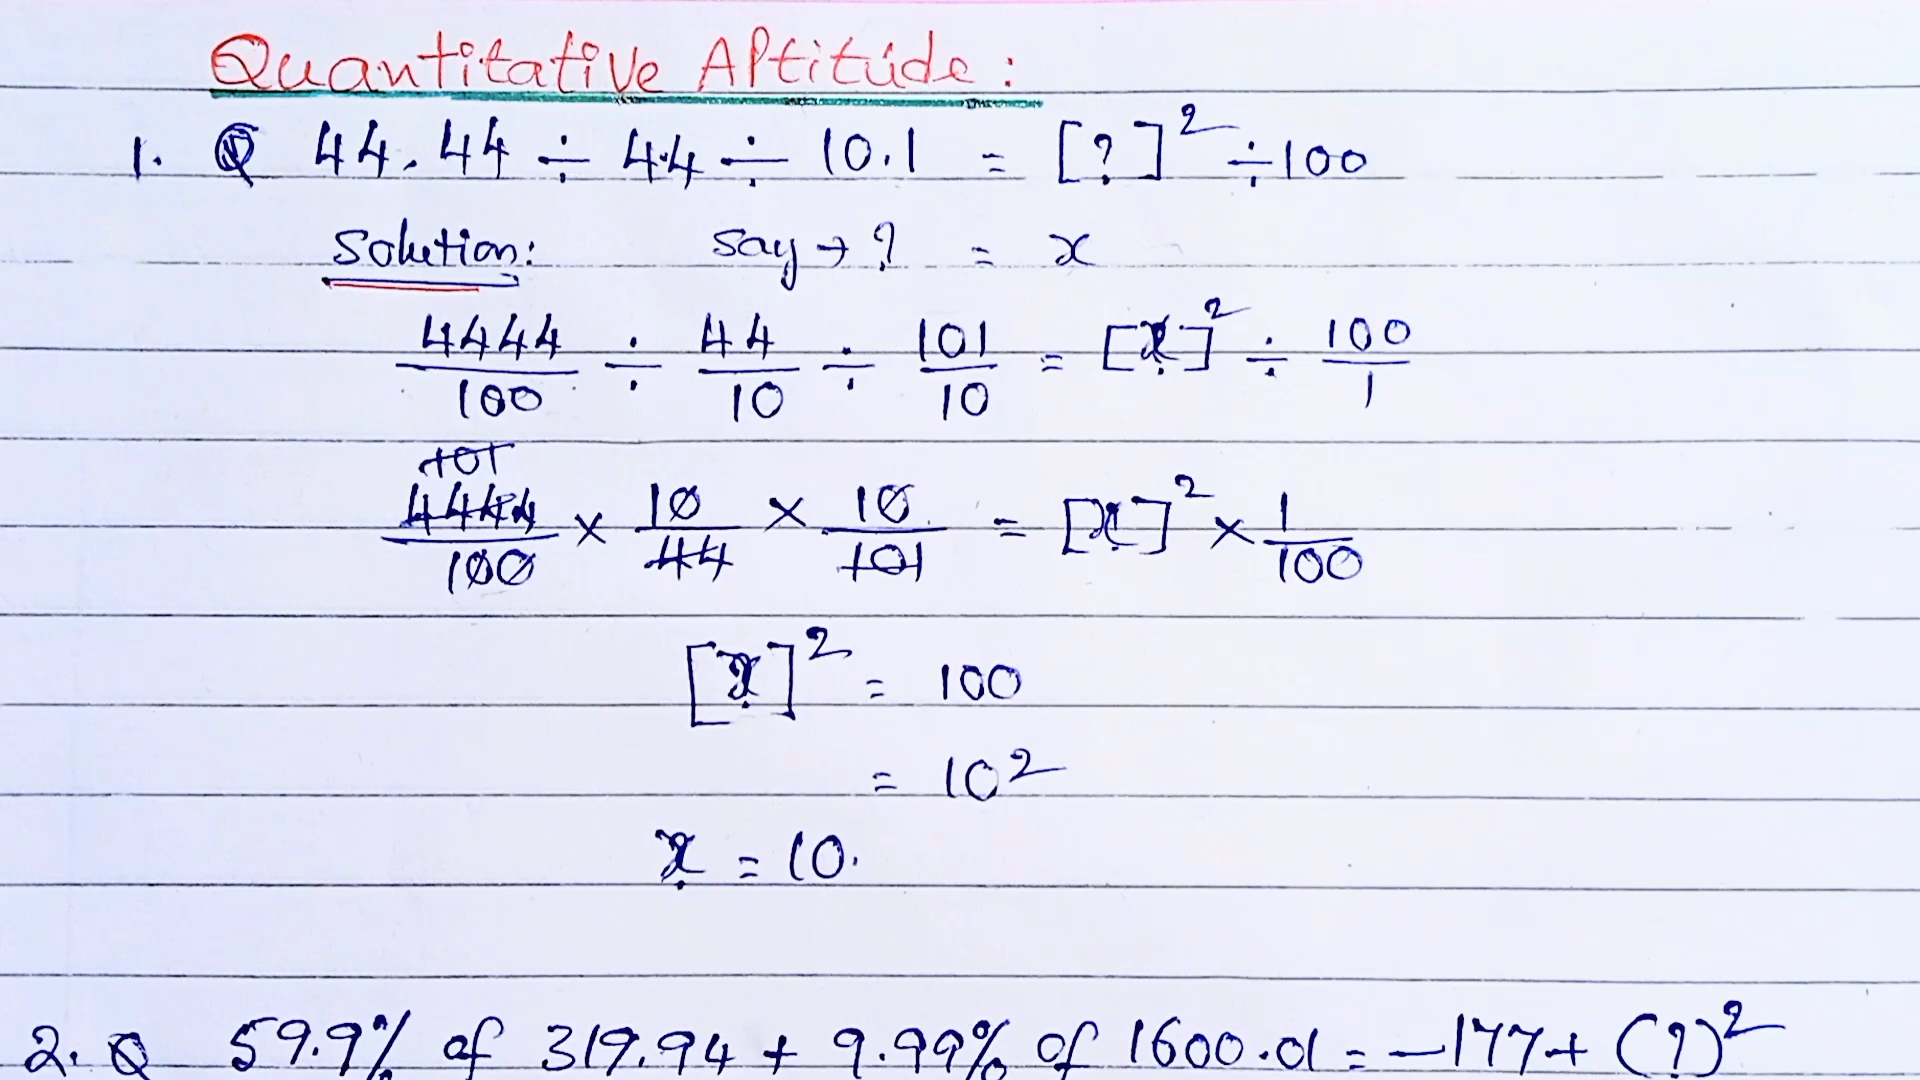 Quantitative Aptitude :
1. Q 44.44 ÷ 4.4 ÷ 10.1 = [?]² ÷ 100
Solution: say → ? = x
4444/100 ÷ 44/10 ÷ 101/10 = [x]² ÷ 100/1
101
4444/100 × 10/44 × 10/101 = [x]² × 1/100
[x]² = 100
= 10²
x = 10.
2. Q 59.9% of 319.94 + 9.99% of 1600.01 = -177 + (?)²